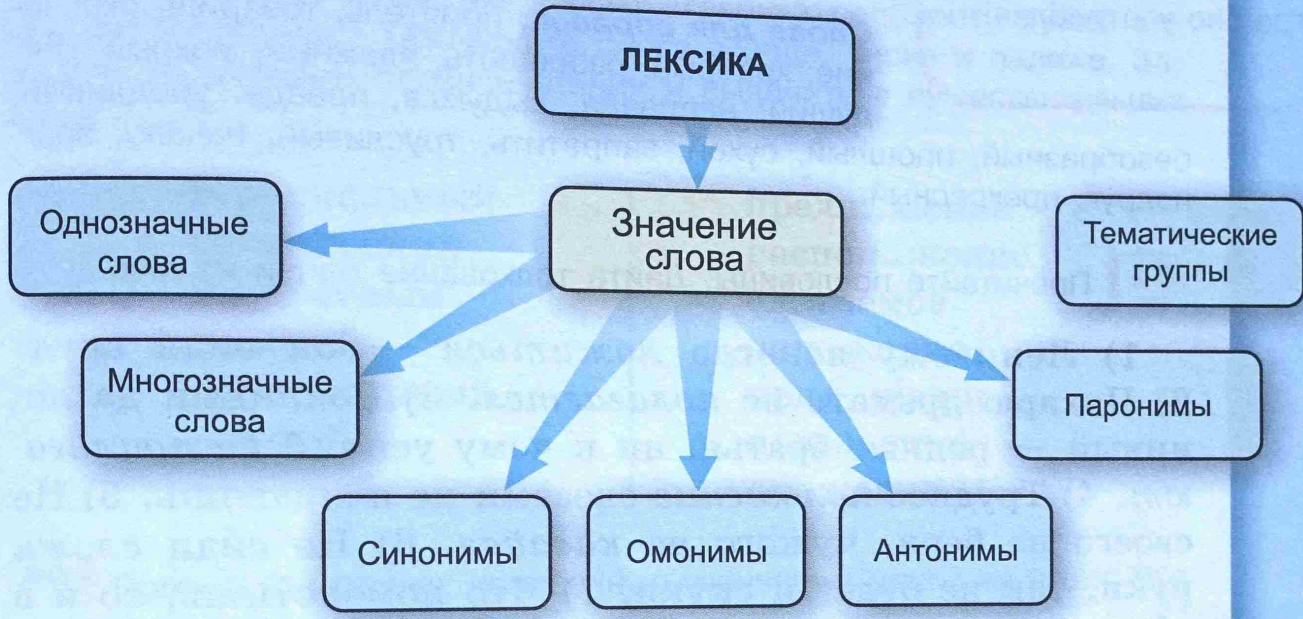 ЛЕКСИКА
Значение
слова
Однозначные
слова
Тематические
группы
Многозначные
слова
Паронимы
Синонимы
Омонимы
Антонимы